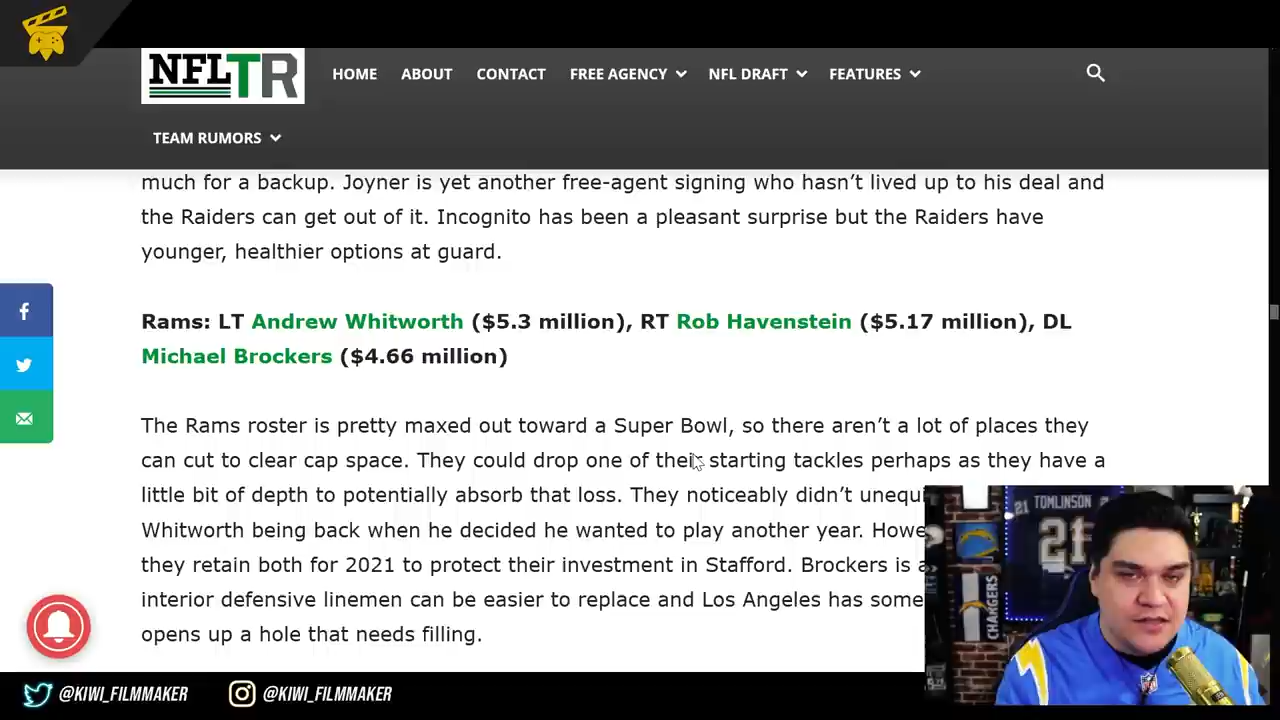 NFLTR
HOME ABOUT CONTACT FREE AGENCY NFL DRAFT FEATURES
TEAM RUMORS
much for a backup. Joyner is yet another free-agent signing who hasn’t lived up to his deal and
the Raiders can get out of it. Incognito has been a pleasant surprise but the Raiders have
younger, healthier options at guard.
Rams: LT Andrew Whitworth ($5.3 million), RT Rob Havenstein ($5.17 million), DL
Michael Brockers ($4.66 million)
The Rams roster is pretty maxed out toward a Super Bowl, so there aren’t a lot of places they
can cut to clear cap space. They could drop one of their starting tackles perhaps as they have a
little bit of depth to potentially absorb that loss. They noticeably didn’t
Whitworth being back when he decided he wanted to play another year.
they retain both for 2021 to protect their investment in Stafford. Brockers is
interior defensive linemen can be easier to replace and Los Angeles has some
opens up a hole that needs filling.
21 TOMLINSON
21
CHARGERS
@KIWI_FILMMAKER @KIWI_FILMMAKER